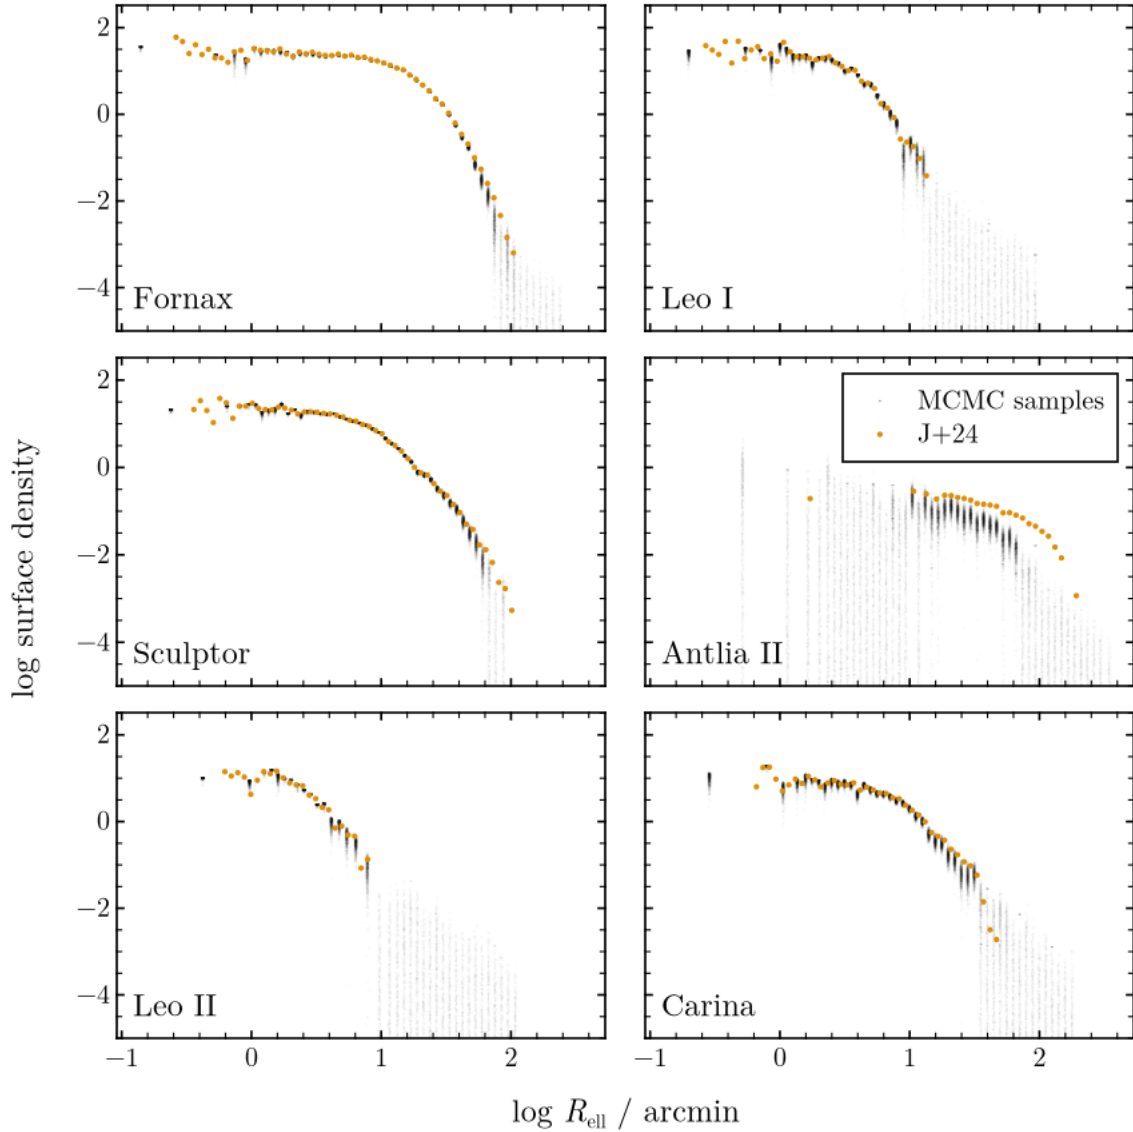 2
0
−2
−4
Fornax
Leo I
2
0
−2
−4
Sculptor
MCMC samples
J+24
Antlia II
2
0
−2
−4
Leo II
Carina
−1 0 1 2
−1 0 1 2
log surface density
log R_ell / arcmin